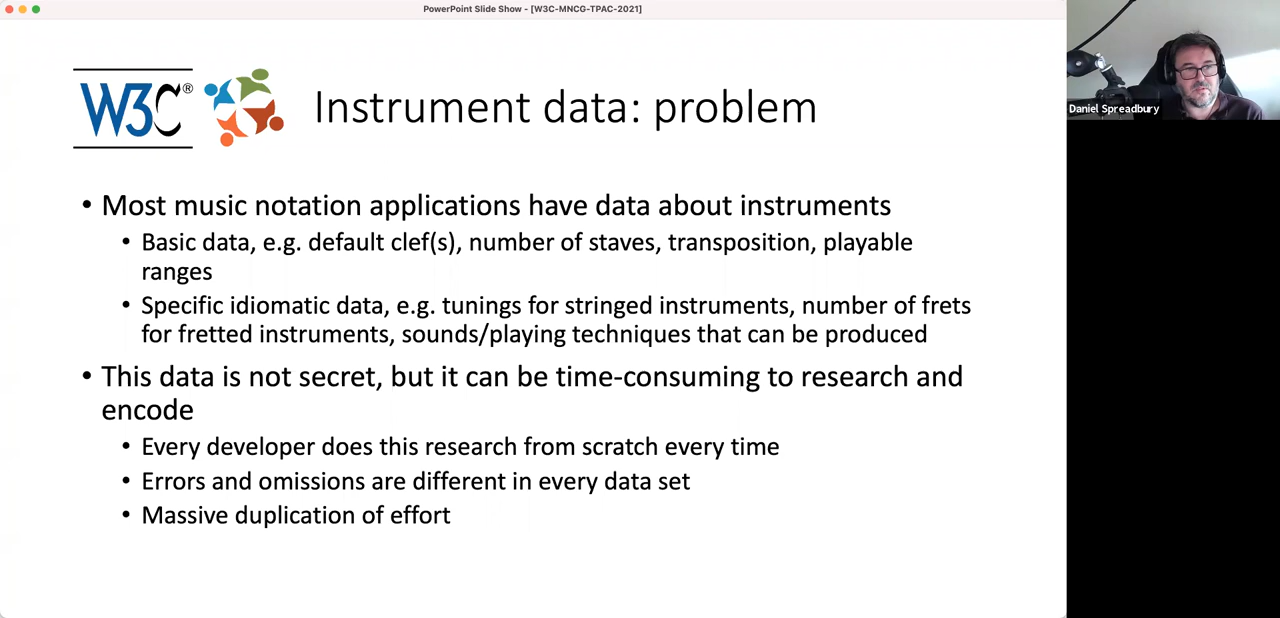 PowerPoint Slide Show - [W3C-MNCG-TPAC-2021]
W3C®
Instrument data: problem
Daniel Spreadbury
• Most music notation applications have data about instruments
• Basic data, e.g. default clef(s), number of staves, transposition, playable
ranges
• Specific idiomatic data, e.g. tunings for stringed instruments, number of frets
for fretted instruments, sounds/playing techniques that can be produced
• This data is not secret, but it can be time-consuming to research and
encode
• Every developer does this research from scratch every time
• Errors and omissions are different in every data set
• Massive duplication of effort